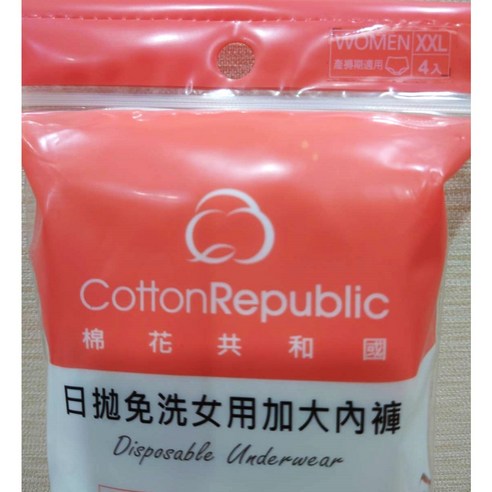 WOMEN XXL
產褥期適用 4入
CottonRepublic
棉花共和國
日拋免洗女用加大內褲
Disposable Underwear